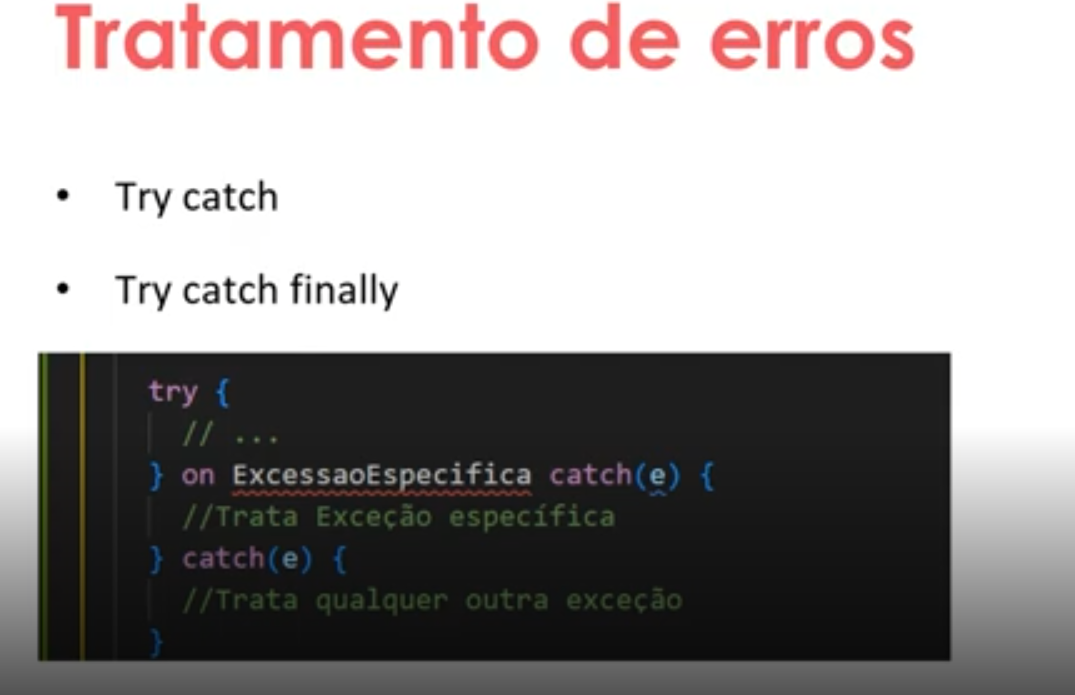 Tratamento de erros
• Try catch
• Try catch finally
try {
// ...
} on ExcessaoEspecifica catch(e) {
//Trata Exceção específica
} catch(e) {
//Trata qualquer outra exceção
}